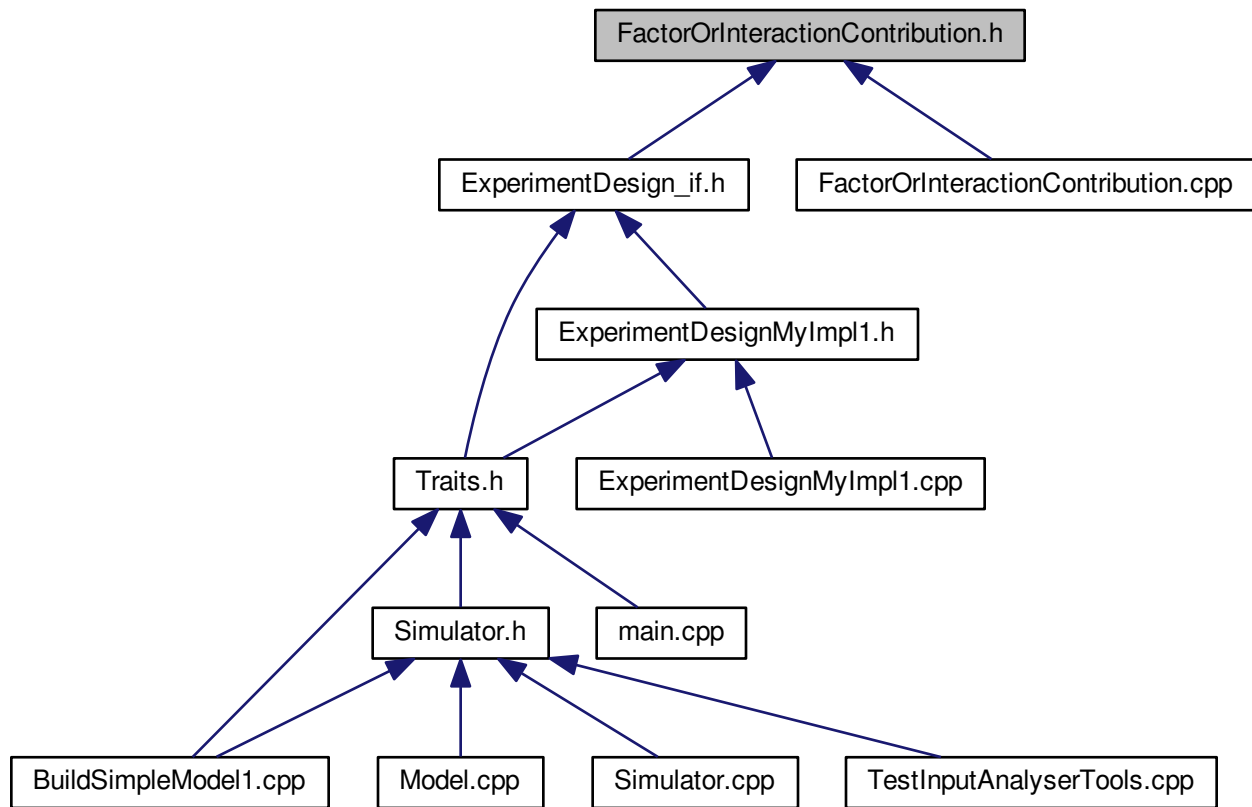 FactorOrInteractionContribution.h
ExperimentDesign_if.h
FactorOrInteractionContribution.cpp
ExperimentDesignMyImpl1.h
Traits.h
ExperimentDesignMyImpl1.cpp
Simulator.h
main.cpp
BuildSimpleModel1.cpp
Model.cpp
Simulator.cpp
TestInputAnalyserTools.cpp